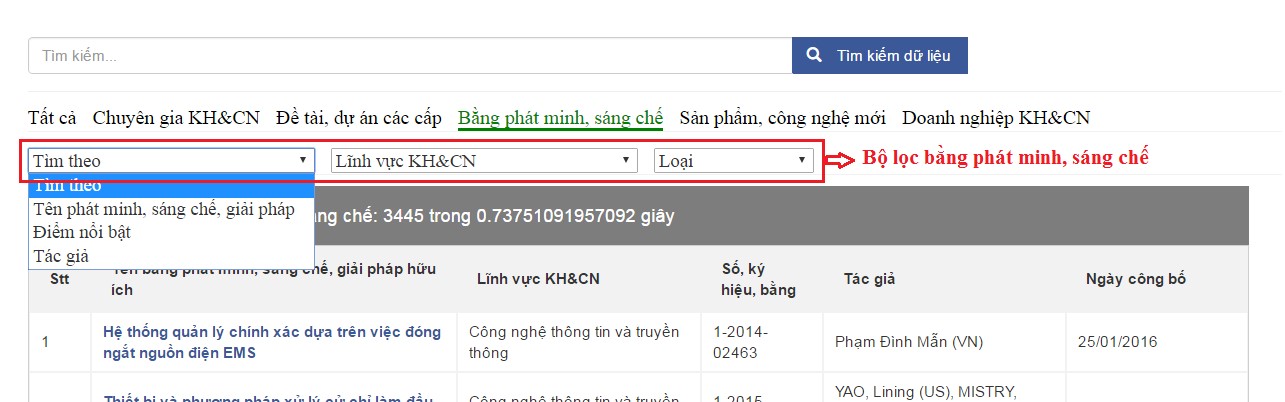 Tìm kiếm...
Tìm kiếm dữ liệu
Tất cả Chuyên gia KH&CN Đề tài, dự án các cấp Bằng phát minh, sáng chế Sản phẩm, công nghệ mới Doanh nghiệp KH&CN
Tìm theo
Lĩnh vực KH&CN
Loại
Bộ lọc bằng phát minh, sáng chế
Tìm theo
Tên phát minh, sáng chế, giải pháp
Điểm nổi bật
Tác giả
chế: 3445 trong 0.73751091957092 giây
Stt
Tên bằng phát minh, sáng chế, giải pháp hữu
ích
Lĩnh vực KH&CN
Số, ký
hiệu, bằng
Tác giả
Ngày công bố
1
Hệ thống quản lý chính xác dựa trên việc đóng
ngắt nguồn điện EMS
Công nghệ thông tin và truyền
thông
1-2014-
02463
Phạm Đình Mẫn (VN)
25/01/2016
Thiết bị và phương pháp xử lý cử chỉ làm đầu
Công nghệ thông tin và truyền
1-2015-
YAO, Lining (US), MISTRY,